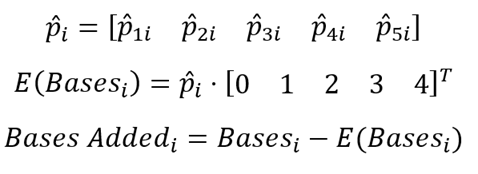 p̂ᵢ = [p̂₁ᵢ p̂₂ᵢ p̂₃ᵢ p̂₄ᵢ p̂₅ᵢ]
E(Basesᵢ) = p̂ᵢ · [0 1 2 3 4]ᵀ
Bases Addedᵢ = Basesᵢ − E(Basesᵢ)